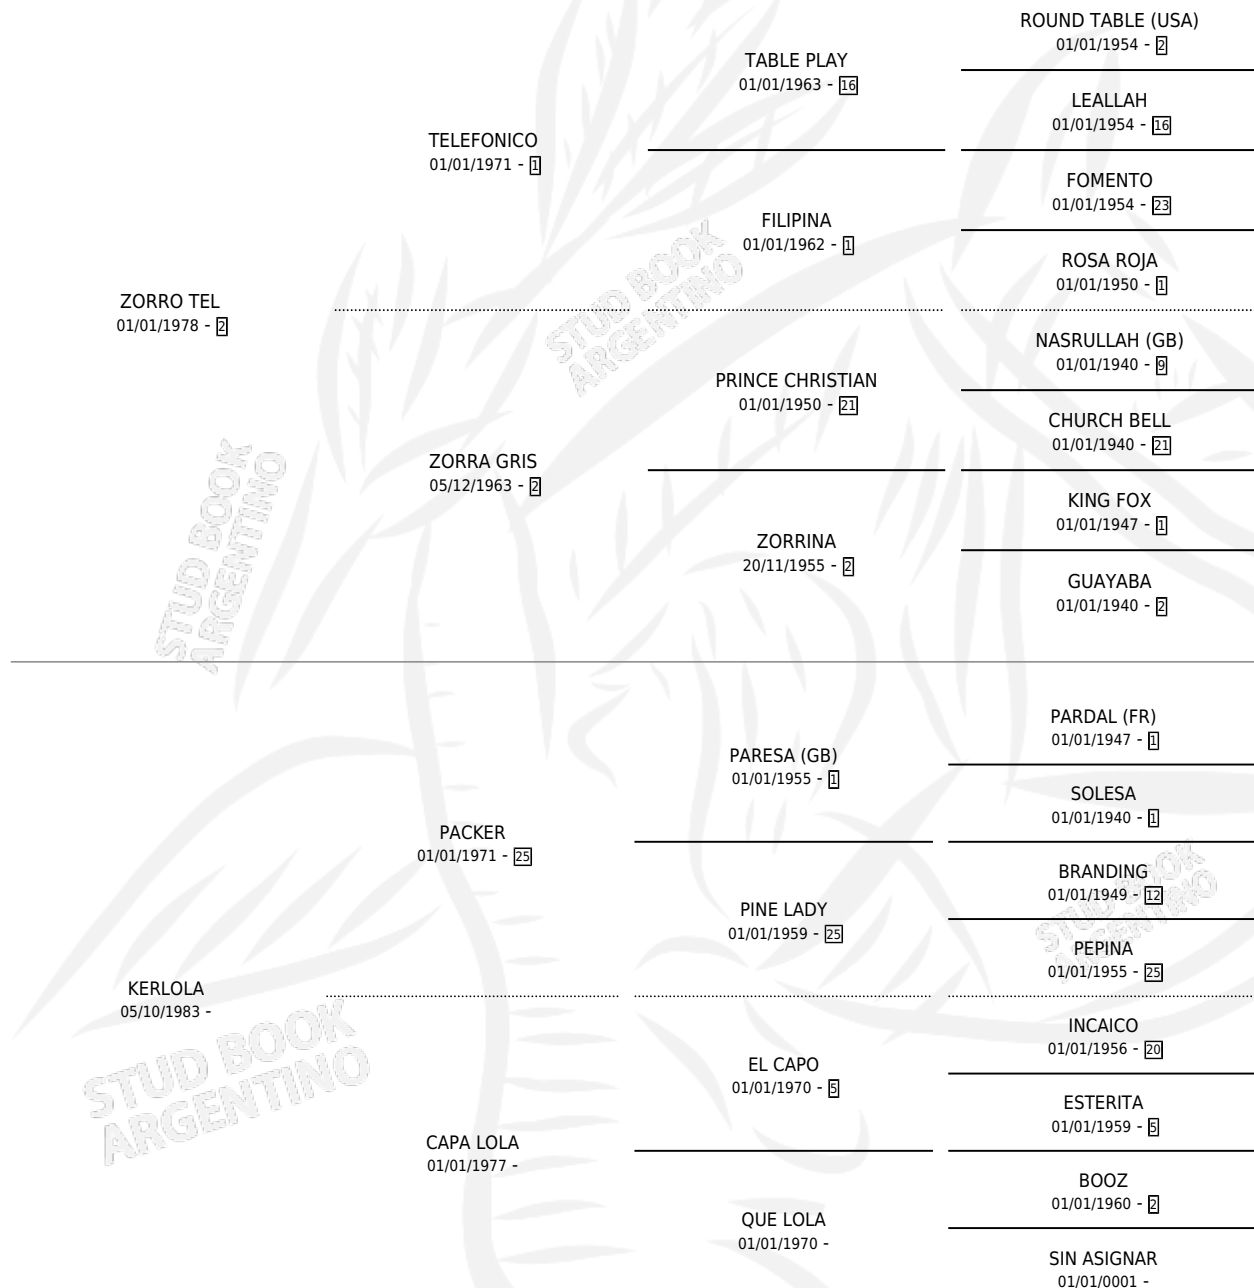 ROUND TABLE (USA)
01/01/1954 - 2
TABLE PLAY
01/01/1963 - 16
LEALLAH
01/01/1954 - 16
TELEFONICO
01/01/1971 - 1
FOMENTO
01/01/1954 - 23
FILIPINA
01/01/1962 - 1
ROSA ROJA
01/01/1950 - 1
ZORRO TEL
01/01/1978 - 2
STUD BOOK
ARGENTINO
NASRULLAH (GB)
01/01/1940 - 9
PRINCE CHRISTIAN
01/01/1950 - 21
CHURCH BELL
01/01/1940 - 21
ZORRA GRIS
05/12/1963 - 2
KING FOX
01/01/1947 - 1
ZORRINA
20/11/1955 - 2
GUAYABA
01/01/1940 - 2
STUD BOOK
ARGENTINO
PARDAL (FR)
01/01/1947 - 1
PARESA (GB)
01/01/1955 - 1
SOLESA
01/01/1940 - 1
PACKER
01/01/1971 - 25
BRANDING
01/01/1949 - 12
PINE LADY
01/01/1959 - 25
PEPINA
01/01/1955 - 25
STUD BOOK
ARGENTINO
KERLOLA
05/10/1983 -
INCAICO
01/01/1956 - 20
EL CAPO
01/01/1970 - 5
ESTERITA
01/01/1959 - 5
STUD BOOK
ARGENTINO
CAPA LOLA
01/01/1977 -
BOOZ
01/01/1960 - 2
QUE LOLA
01/01/1970 -
SIN ASIGNAR
01/01/0001 -